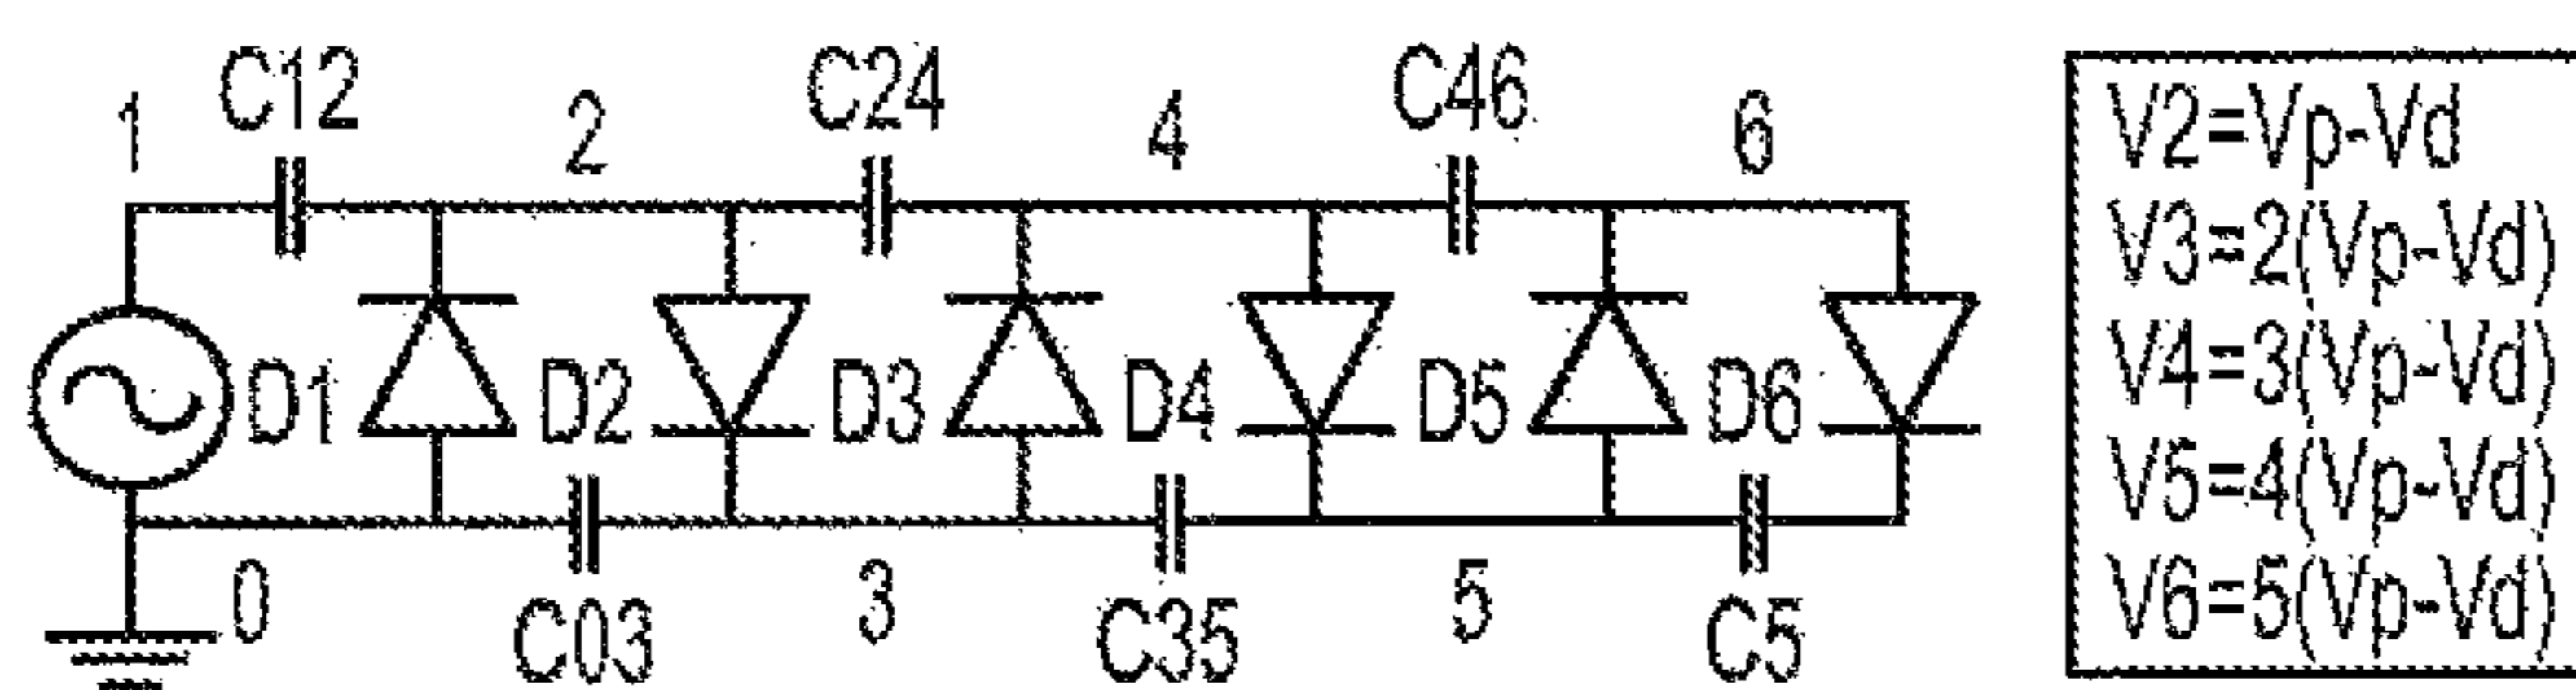 C12 C24 C46
1 2 4 6
D1 D2 D3 D4 D5 D6
0 3 5
C03 C35 C5
V2=Vp-Vd
V3=2(Vp-Vd)
V4=3(Vp-Vd)
V5=4(Vp-Vd)
V6=5(Vp-Vd)